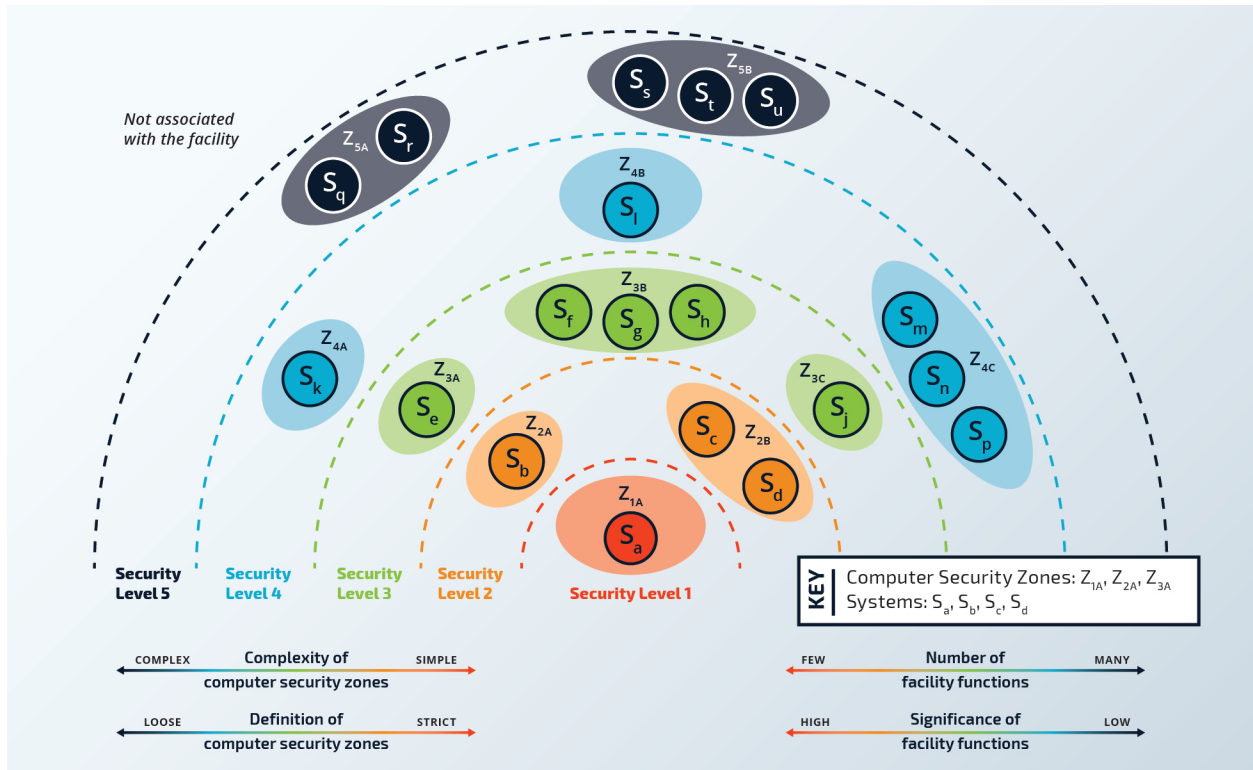 Not associated
with the facility
Z5A
Sq
Sr
Z5B
Ss
St
Su
Z4B
Sl
Z4A
Sk
Z4C
Sm
Sn
Sp
Z3B
Sf
Sg
Sh
Z3A
Se
Z3C
Sj
Z2A
Sb
Z2B
Sc
Sd
Z1A
Sa
Security
Level 5
Security
Level 4
Security
Level 3
Security
Level 2
Security Level 1
KEY
Computer Security Zones: Z1A, Z2A, Z3A
Systems: Sa, Sb, Sc, Sd
COMPLEX Complexity of SIMPLE
computer security zones
LOOSE Definition of STRICT
computer security zones
FEW Number of MANY
facility functions
HIGH Significance of LOW
facility functions